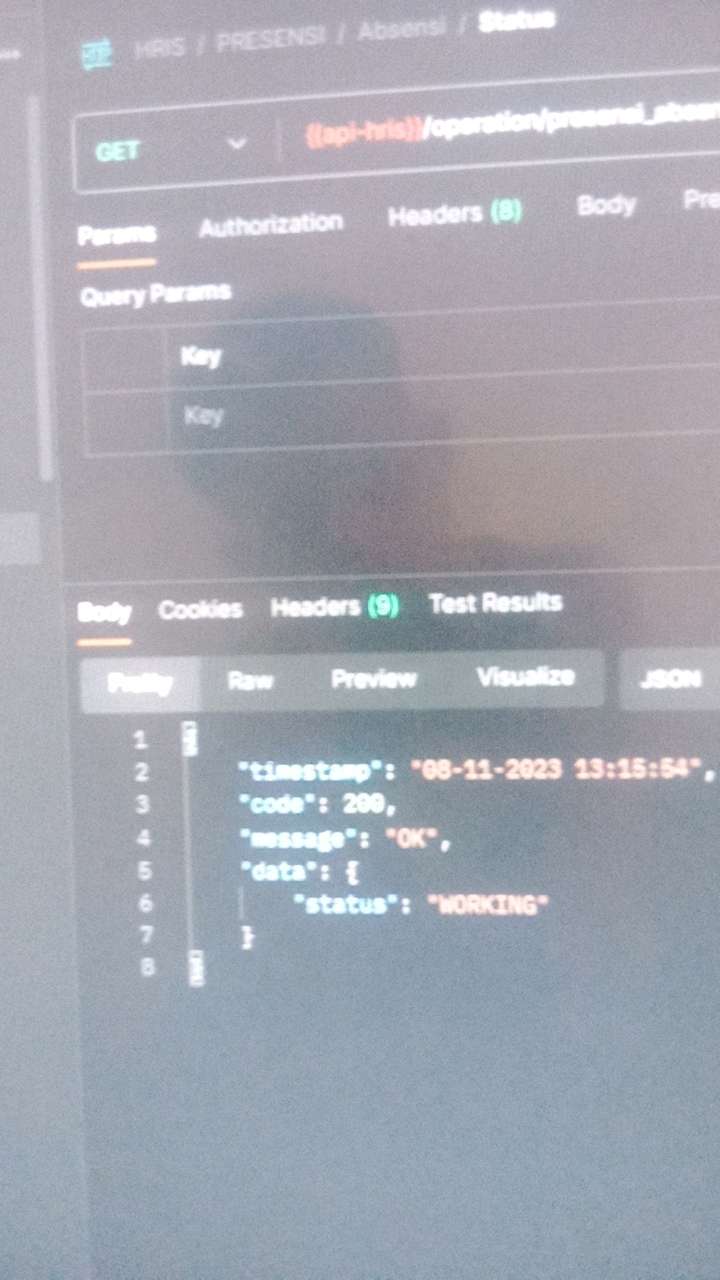 HRIS / PRESENSI / Absensi / Status
GET {{api-hris}}/operation/presensi_absen
Params Authorization Headers (8) Body Pre
Query Params
Key
Key
Body Cookies Headers (9) Test Results
Pretty Raw Preview Visualize JSON
1 {
2 "timestamp": "08-11-2023 13:15:54",
3 "code": 200,
4 "message": "OK",
5 "data": {
6 "status": "WORKING"
7 }
8 }